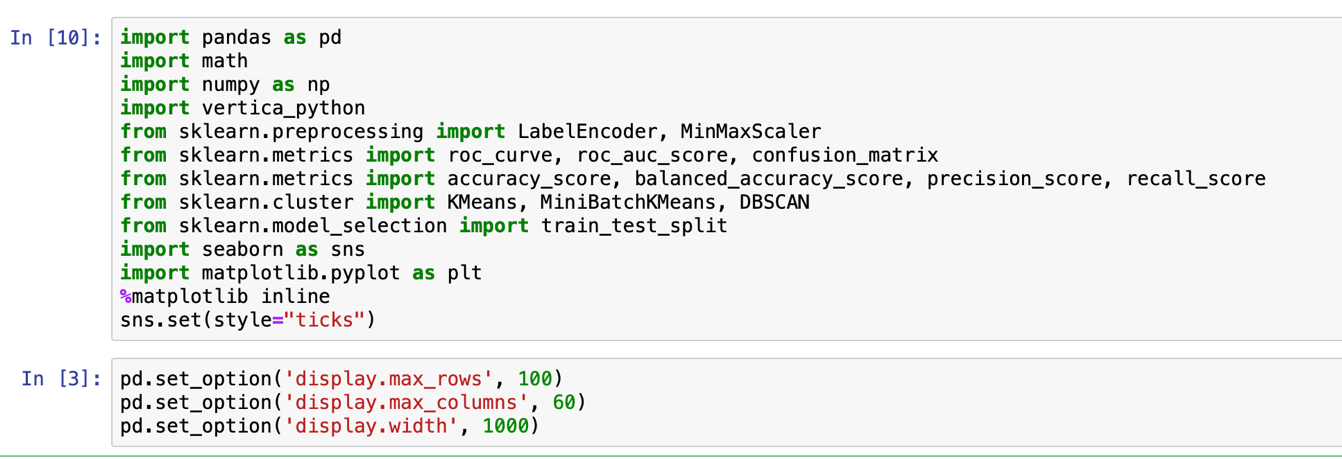 In [10]:
import pandas as pd
import math
import numpy as np
import vertica_python
from sklearn.preprocessing import LabelEncoder, MinMaxScaler
from sklearn.metrics import roc_curve, roc_auc_score, confusion_matrix
from sklearn.metrics import accuracy_score, balanced_accuracy_score, precision_score, recall_score
from sklearn.cluster import KMeans, MiniBatchKMeans, DBSCAN
from sklearn.model_selection import train_test_split
import seaborn as sns
import matplotlib.pyplot as plt
%matplotlib inline
sns.set(style="ticks")
In [3]:
pd.set_option('display.max_rows', 100)
pd.set_option('display.max_columns', 60)
pd.set_option('display.width', 1000)